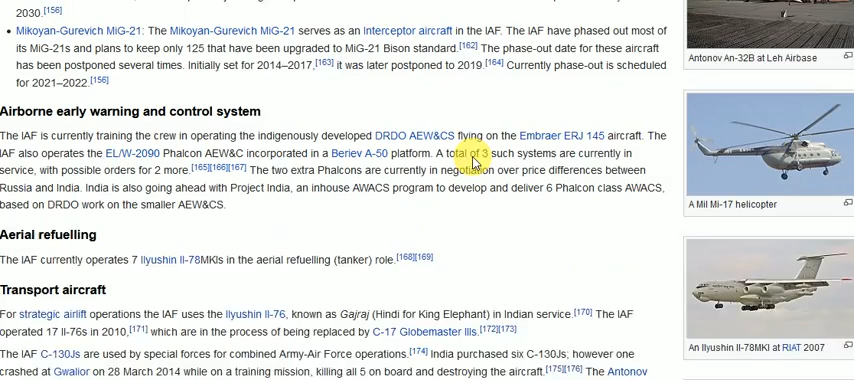 2030.[156]
• Mikoyan-Gurevich MiG-21: The Mikoyan-Gurevich MiG-21 serves as an Interceptor aircraft in the IAF. The IAF have phased out most of
its MiG-21s and plans to keep only 125 that have been upgraded to MiG-21 Bison standard.[162] The phase-out date for these aircraft
has been postponed several times. Initially set for 2014–2017,[163] it was later postponed to 2019.[164] Currently phase-out is scheduled
for 2021–2022.[156]
Airborne early warning and control system
The IAF is currently training the crew in operating the indigenously developed DRDO AEW&CS flying on the Embraer ERJ 145 aircraft. The
IAF also operates the EL/W-2090 Phalcon AEW&C incorporated in a Beriev A-50 platform. A total of 3 such systems are currently in
service, with possible orders for 2 more.[165][166][167] The two extra Phalcons are currently in negotiation over price differences between
Russia and India. India is also going ahead with Project India, an inhouse AWACS program to develop and deliver 6 Phalcon class AWACS,
based on DRDO work on the smaller AEW&CS.
Aerial refuelling
The IAF currently operates 7 Ilyushin Il-78MKIs in the aerial refuelling (tanker) role.[168][169]
Transport aircraft
For strategic airlift operations the IAF uses the Ilyushin Il-76, known as Gajraj (Hindi for King Elephant) in Indian service.[170] The IAF
operated 17 Il-76s in 2010,[171] which are in the process of being replaced by C-17 Globemaster IIIs.[172][173]
The IAF C-130Js are used by special forces for combined Army-Air Force operations.[174] India purchased six C-130Js; however one
crashed at Gwalior on 28 March 2014 while on a training mission, killing all 5 on board and destroying the aircraft.[175][176] The Antonov
Antonov An-32B at Leh Airbase
A Mil Mi-17 helicopter
An Ilyushin Il-78MKI at RIAT 2007